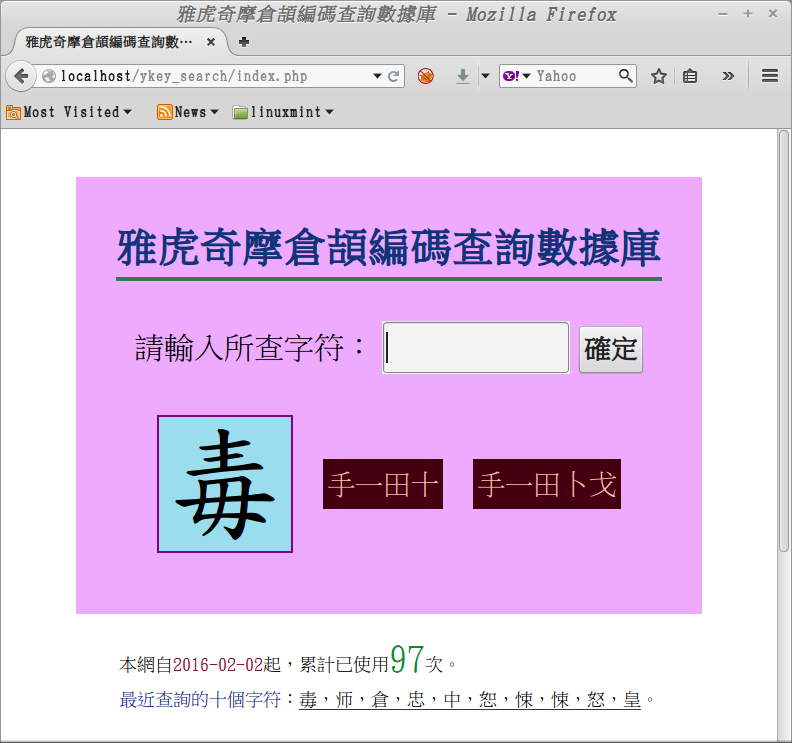 雅虎奇摩倉頡編碼查詢數據庫 - Mozilla Firefox
雅虎奇摩倉頡編碼查詢數…
localhost/ykey_search/index.php Yahoo
Most Visited News linuxmint
雅虎奇摩倉頡編碼查詢數據庫
請輸入所查字符： 確定
毒 手一田十 手一田卜戈
本網自2016-02-02起，累計已使用97次。
最近查詢的十個字符：毒，师，倉，忠，中，恕，悚，悚，怒，皇。